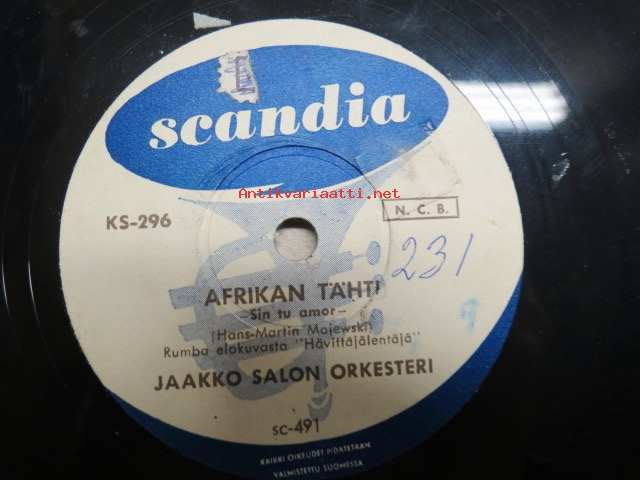 scandia
Antikvariaatti.net
KS-296
N. C. B.
231
AFRIKAN TÄHTI
-Sin tu amor-
(Hans-Martin Majewski)
Rumba elokuvasta "Hävittäjälentäjä"
9
JAAKKO SALON ORKESTERI
SC-491
KAIKKI OIKEUDET PIDÄTETÄÄN
VALMISTETTU SUOMESSA